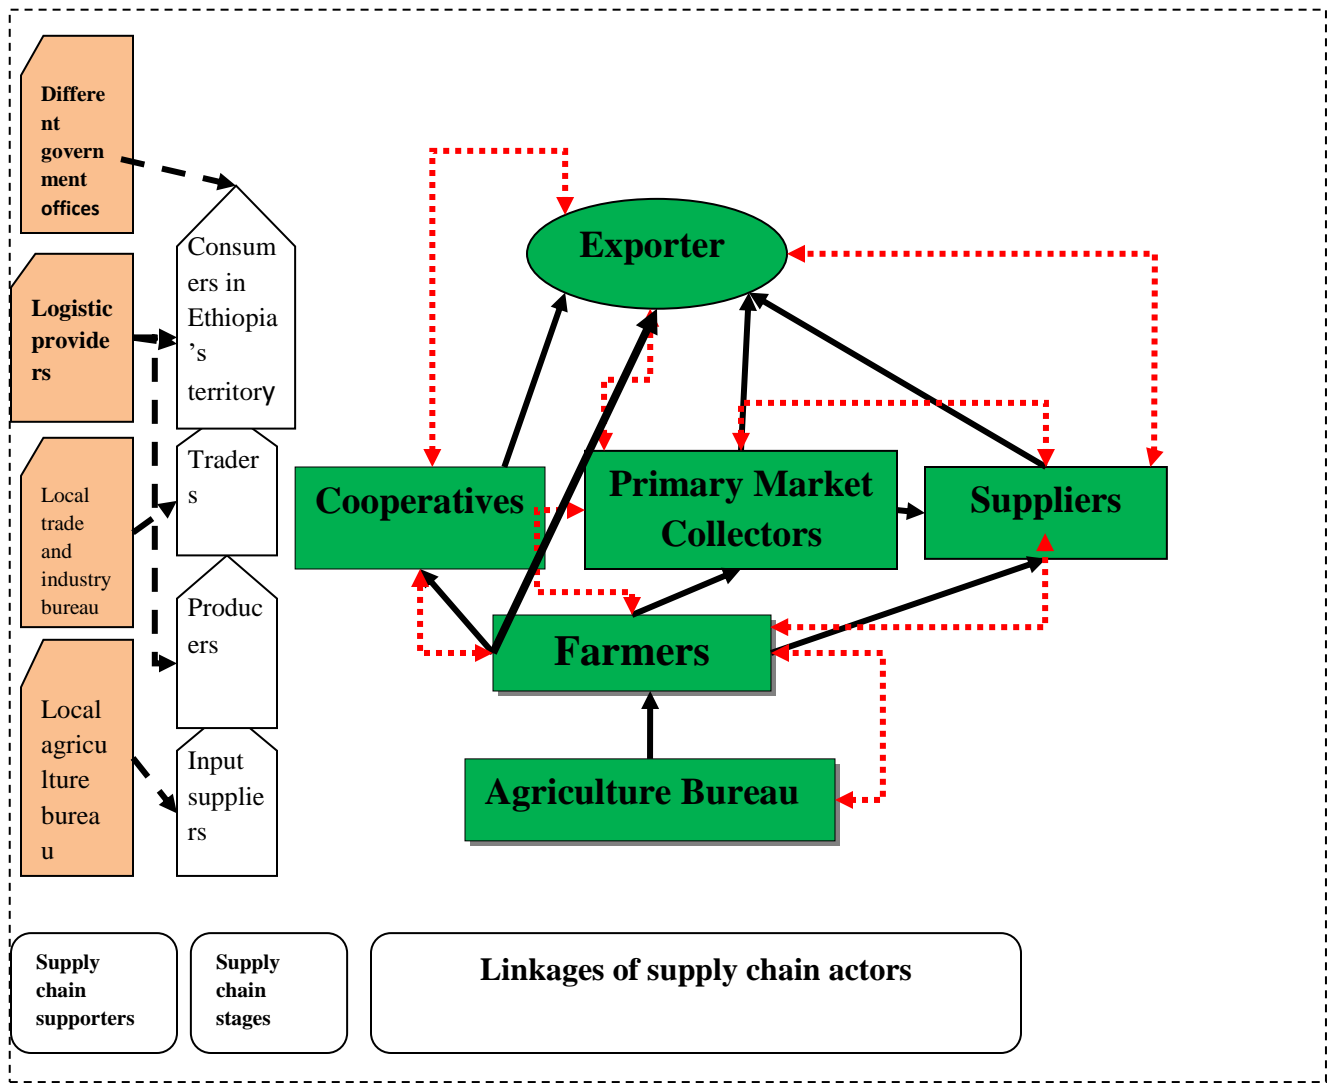 Differe
nt
govern
ment
offices
Logistic
provide
rs
Local
trade
and
industry
bureau
Local
agricu
lture
burea
u
Consum
ers in
Ethiopia
’s
territory
Trader
s
Produc
ers
Input
supplie
rs
Exporter
Cooperatives
Primary Market
Collectors
Suppliers
Farmers
Agriculture Bureau
Supply
chain
supporters
Supply
chain
stages
Linkages of supply chain actors